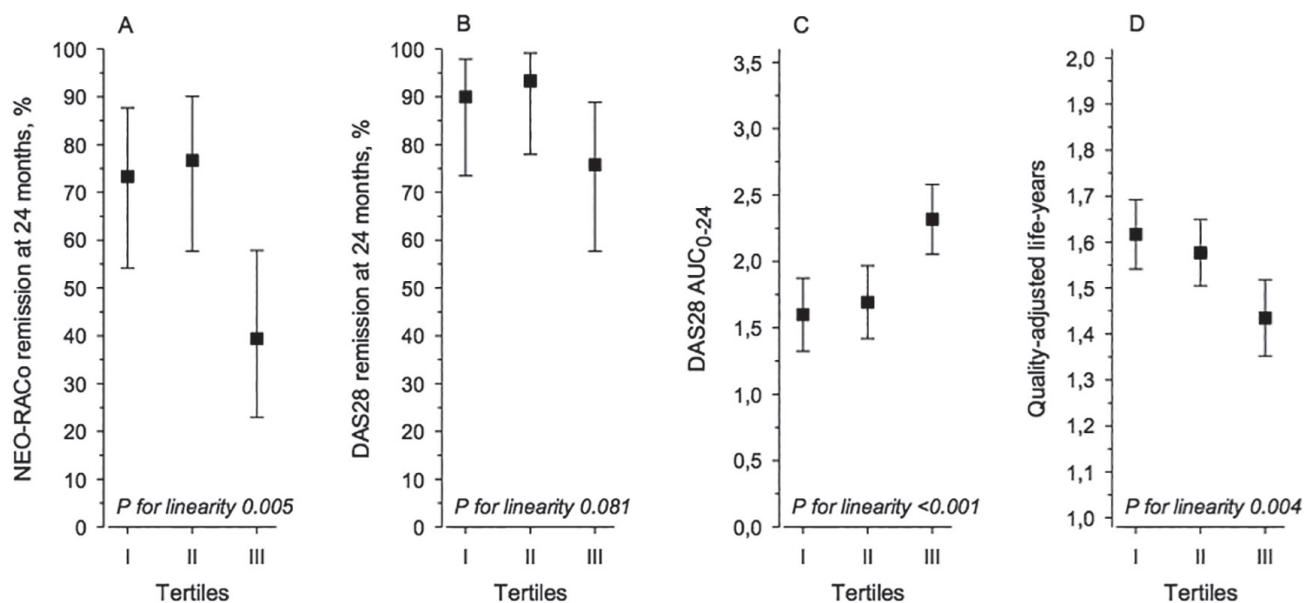 A
NEO-RACo remission at 24 months, %
100
90
80
70
60
50
40
30
20
10
0
P for linearity 0.005
I II III
Tertiles
B
DAS28 remission at 24 months, %
100
90
80
70
60
50
40
30
20
10
0
P for linearity 0.081
I II III
Tertiles
C
DAS28 AUC0-24
3,5
3,0
2,5
2,0
1,5
1,0
0,5
0,0
P for linearity <0.001
I II III
Tertiles
D
Quality-adjusted life-years
2,0
1,9
1,8
1,7
1,6
1,5
1,4
1,3
1,2
1,1
1,0
P for linearity 0.004
I II III
Tertiles